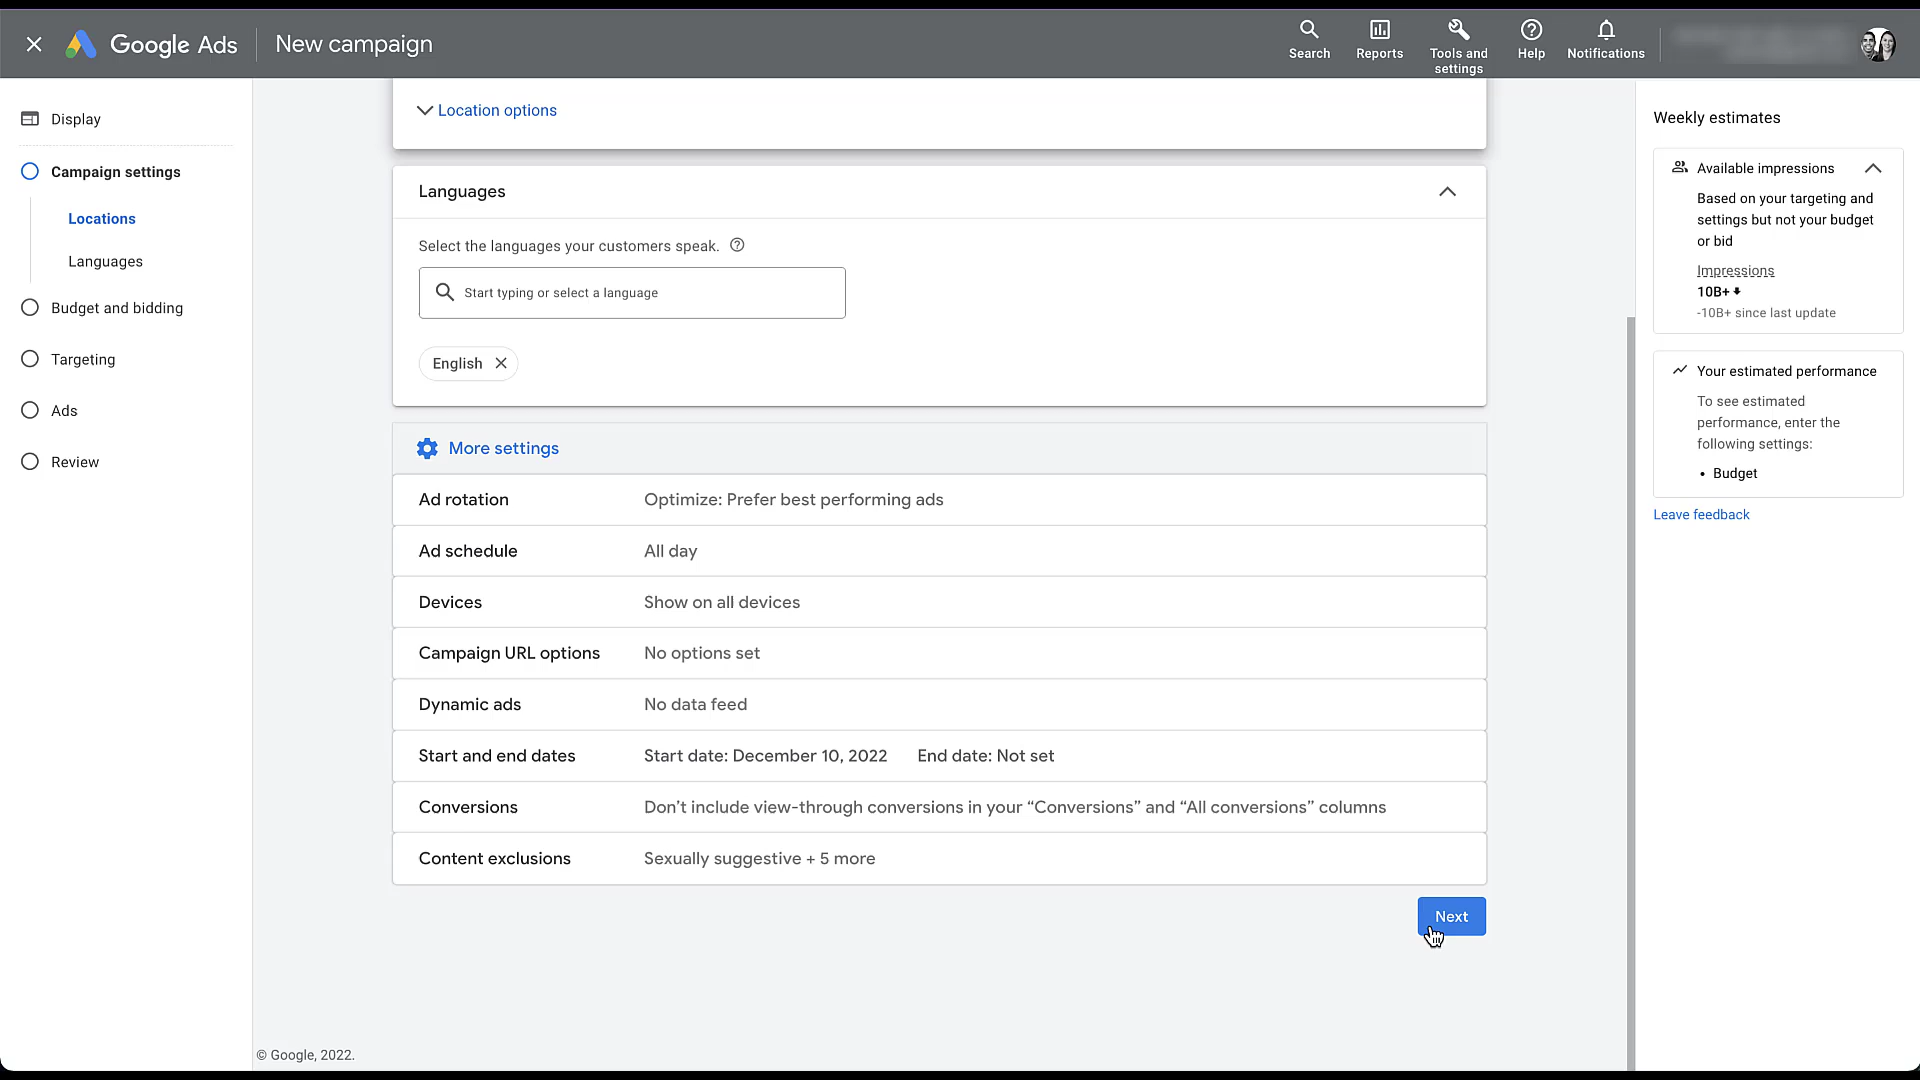 Google Ads
New campaign
Search
Reports
Tools and
settings
Help
Notifications
Display
Campaign settings
Locations
Languages
Budget and bidding
Targeting
Ads
Review
Location options
Languages
Select the languages your customers speak.
Start typing or select a language
English
More settings
Ad rotation Optimize: Prefer best performing ads
Ad schedule All day
Devices Show on all devices
Campaign URL options No options set
Dynamic ads No data feed
Start and end dates Start date: December 10, 2022 End date: Not set
Conversions Don’t include view-through conversions in your “Conversions” and “All conversions” columns
Content exclusions Sexually suggestive + 5 more
Next
© Google, 2022.
Weekly estimates
Available impressions
Based on your targeting and
settings but not your budget
or bid
Impressions
10B+
-10B+ since last update
Your estimated performance
To see estimated
performance, enter the
following settings:
• Budget
Leave feedback